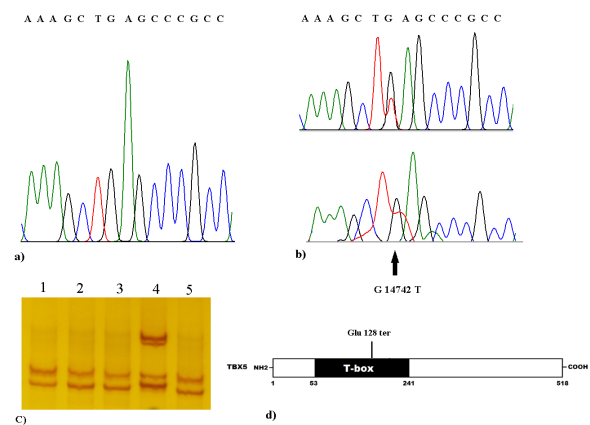 A A A G C T G A G C C C G C C
A A A G C T G A G C C C G C C
a)
b)
G 14742 T
1 2 3 4 5
C)
Glu 128 ter
TBX5 NH2 T-box COOH
1 53 241 518
d)